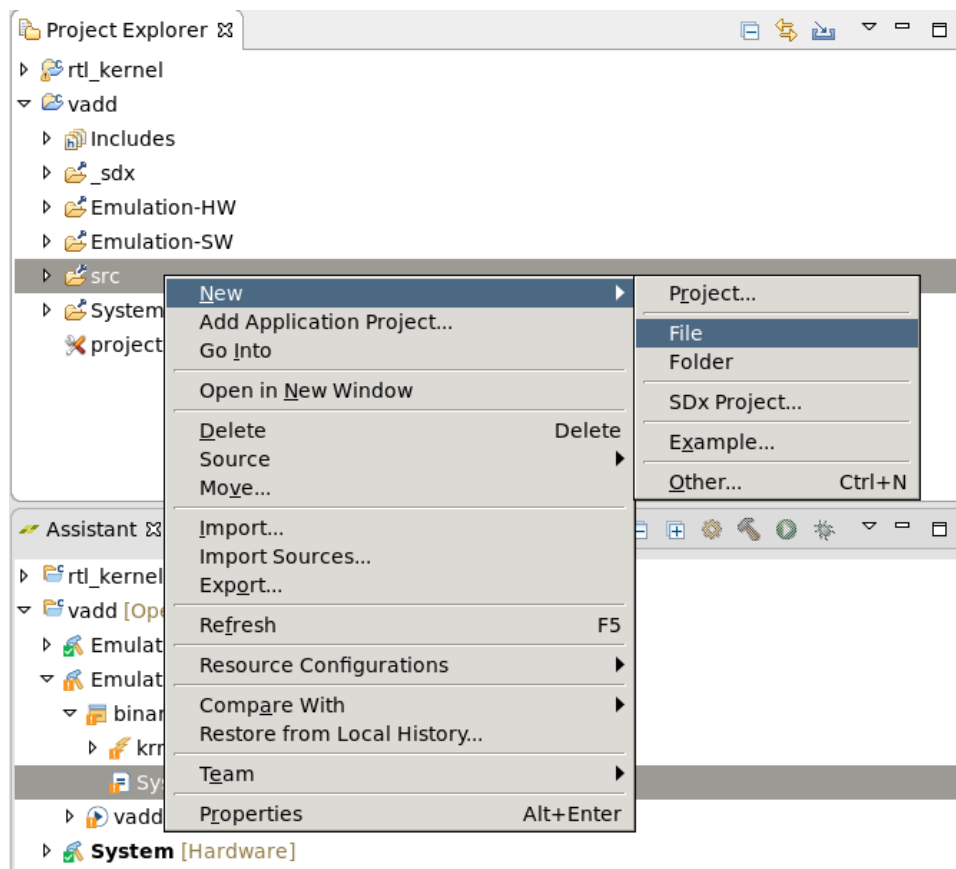 Project Explorer
rtl_kernel
vadd
Includes
_sdx
Emulation-HW
Emulation-SW
src
System
project
New
Add Application Project...
Go Into
Open in New Window
Delete Delete
Source
Move...
Import...
Import Sources...
Export...
Refresh F5
Resource Configurations
Compare With
Restore from Local History...
Team
Properties Alt+Enter
Project...
File
Folder
SDx Project...
Example...
Other... Ctrl+N
Assistant
rtl_kernel
vadd [Ope
Emulat
Emulat
binar
krn
Sys
vadd
System [Hardware]